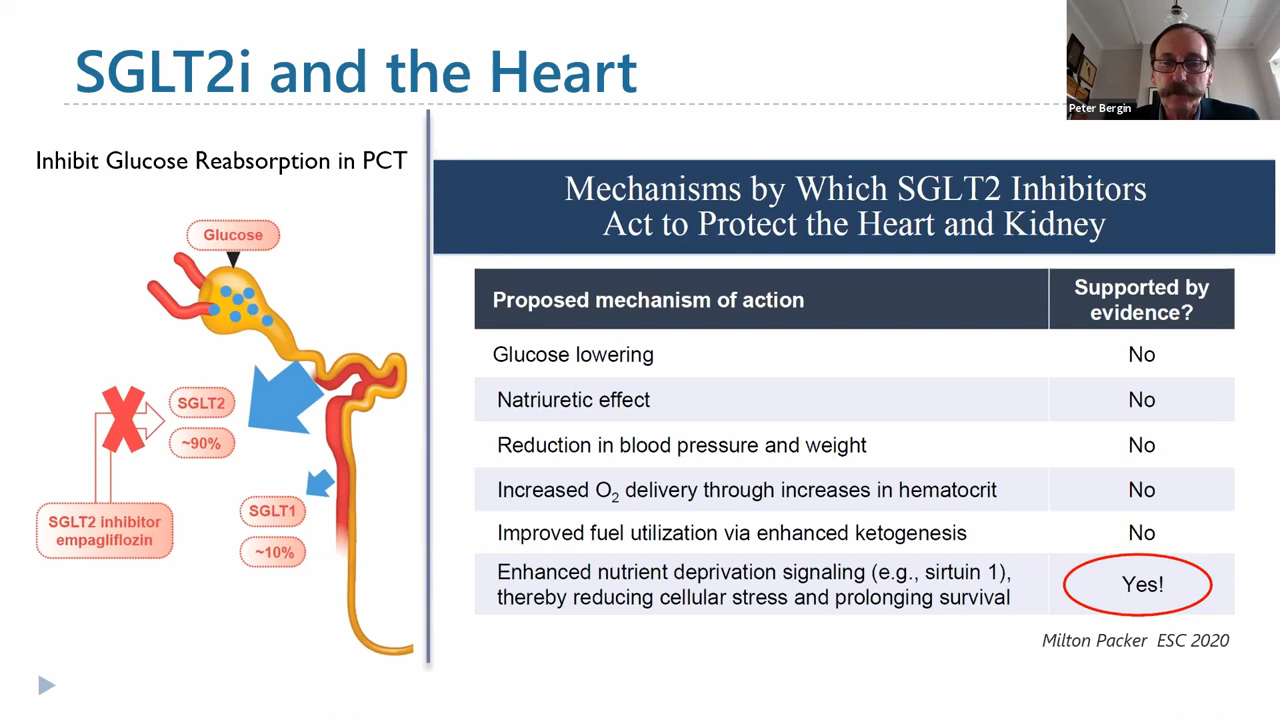 SGLT2i and the Heart
Peter Bergin
Inhibit Glucose Reabsorption in PCT
Glucose
SGLT2
~90%
SGLT2 inhibitor
empagliflozin
SGLT1
~10%
Mechanisms by Which SGLT2 Inhibitors
Act to Protect the Heart and Kidney
Proposed mechanism of action
Supported by
evidence?
Glucose lowering No
Natriuretic effect No
Reduction in blood pressure and weight No
Increased O₂ delivery through increases in hematocrit No
Improved fuel utilization via enhanced ketogenesis No
Enhanced nutrient deprivation signaling (e.g., sirtuin 1),
thereby reducing cellular stress and prolonging survival
Yes!
Milton Packer ESC 2020